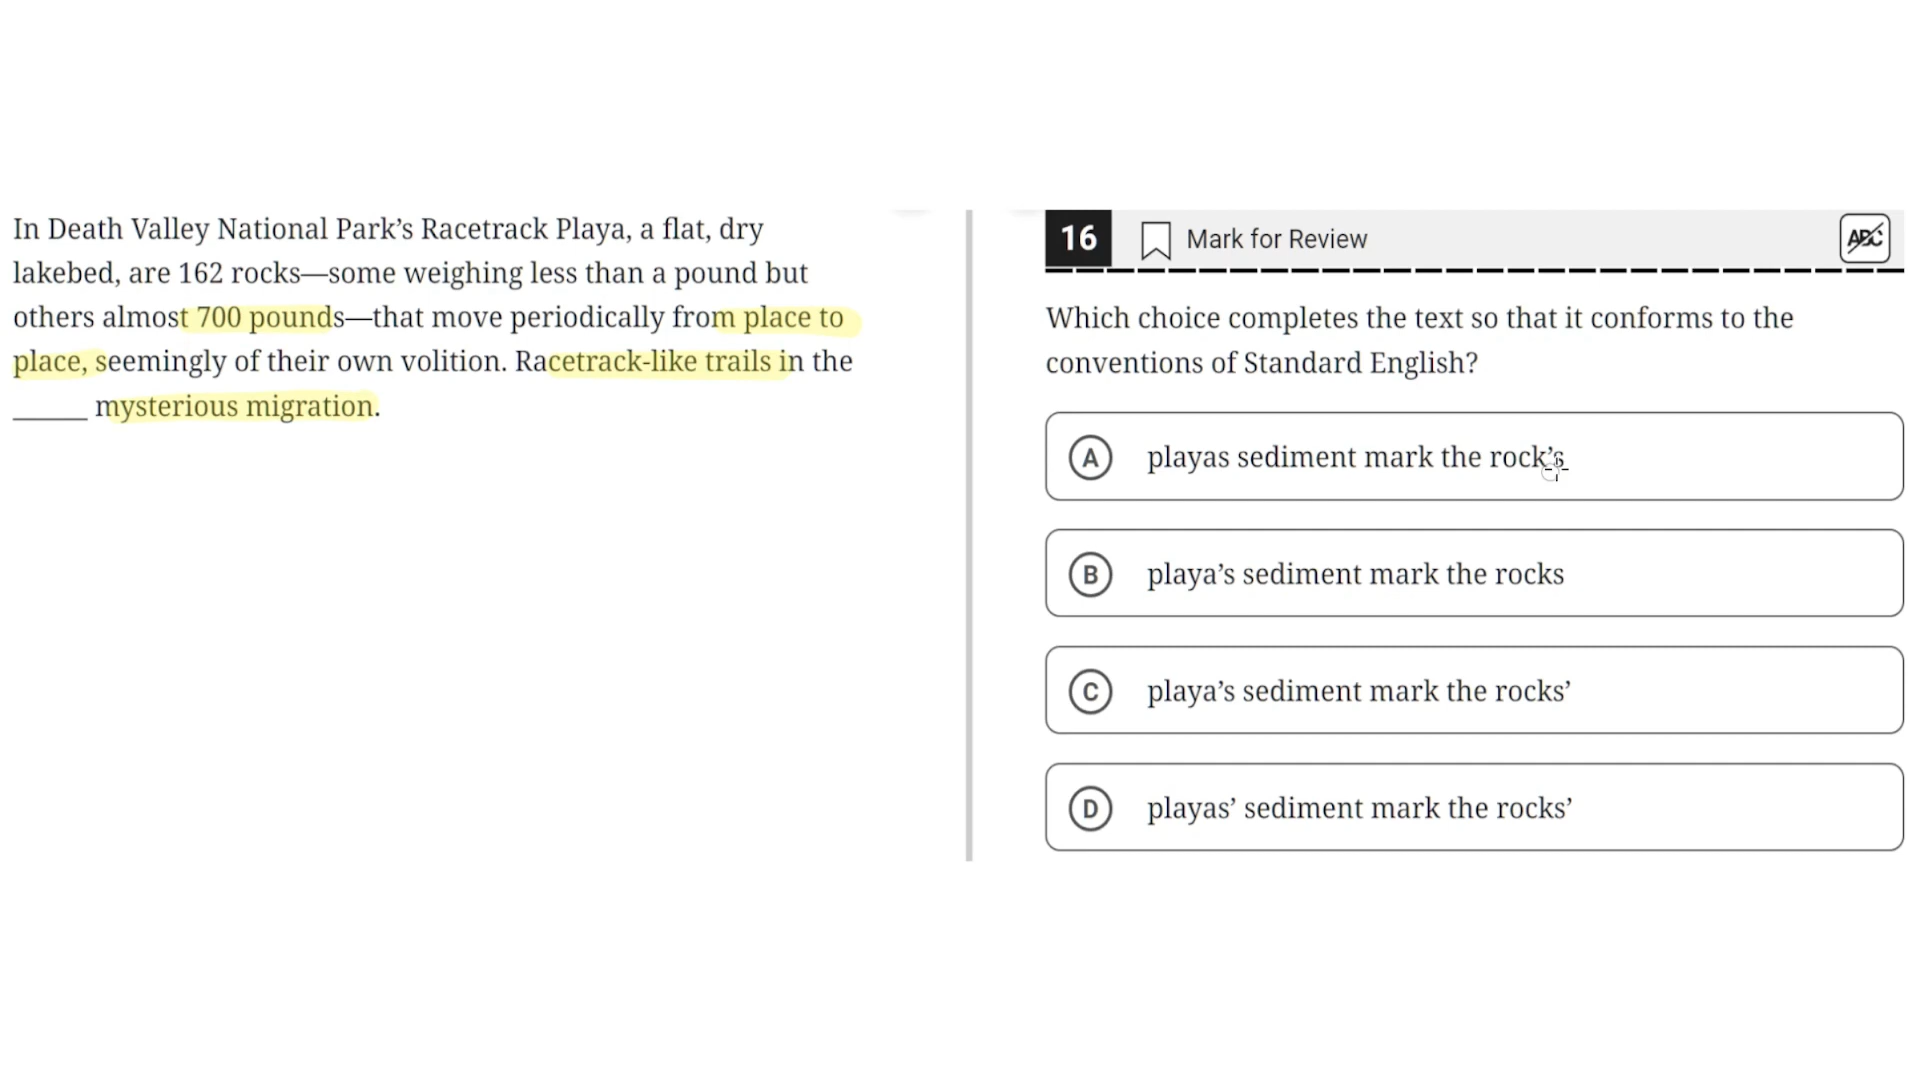 In Death Valley National Park’s Racetrack Playa, a flat, dry
lakebed, are 162 rocks—some weighing less than a pound but
others almost 700 pounds—that move periodically from place to
place, seemingly of their own volition. Racetrack-like trails in the
______ mysterious migration.
16 Mark for Review ABC
Which choice completes the text so that it conforms to the
conventions of Standard English?
A playas sediment mark the rock’s
B playa’s sediment mark the rocks
C playa’s sediment mark the rocks’
D playas’ sediment mark the rocks’